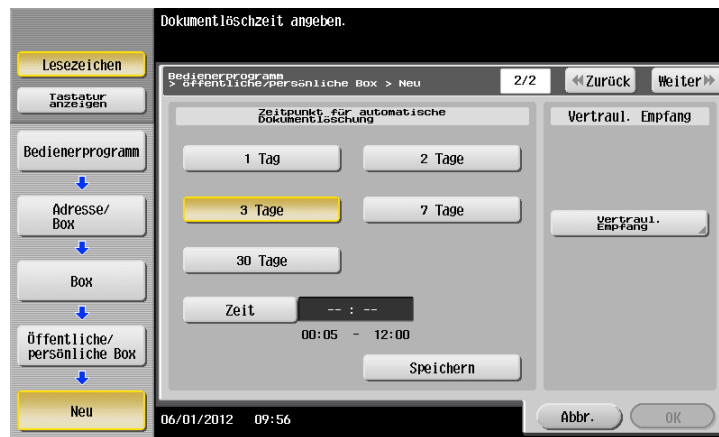 Dokumentlöschzeit angeben.
Lesezeichen
Tastatur
anzeigen
Bedienerprogramm
Adresse/
Box
Box
Öffentliche/
persönliche Box
Neu
Bedienerprogramm
> öffentliche/persönliche Box > Neu
2/2
Zurück
Weiter
Zeitpunkt für automatische
Dokumentlöschung
1 Tag
2 Tage
3 Tage
7 Tage
30 Tage
Zeit
-- : --
00:05 - 12:00
Speichern
Vertraul. Empfang
Vertraul.
Empfang
06/01/2012 09:56
Abbr.
OK